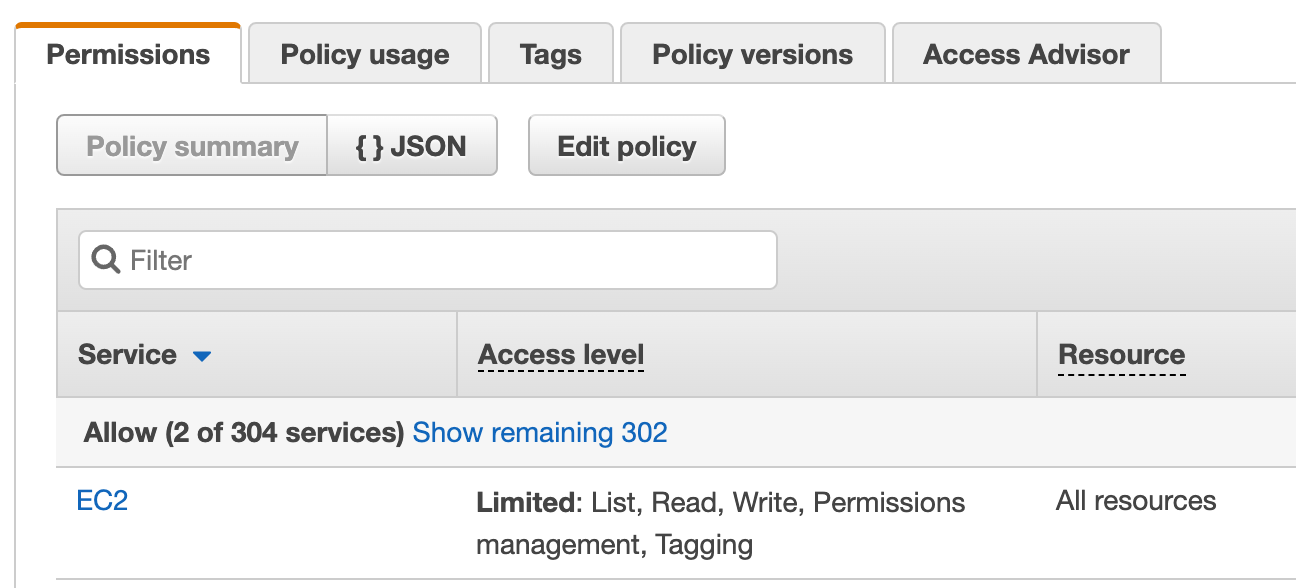 Permissions Policy usage Tags Policy versions Access Advisor
Policy summary { } JSON Edit policy
Filter
Service Access level Resource
Allow (2 of 304 services) Show remaining 302
EC2 Limited: List, Read, Write, Permissions All resources
management, Tagging